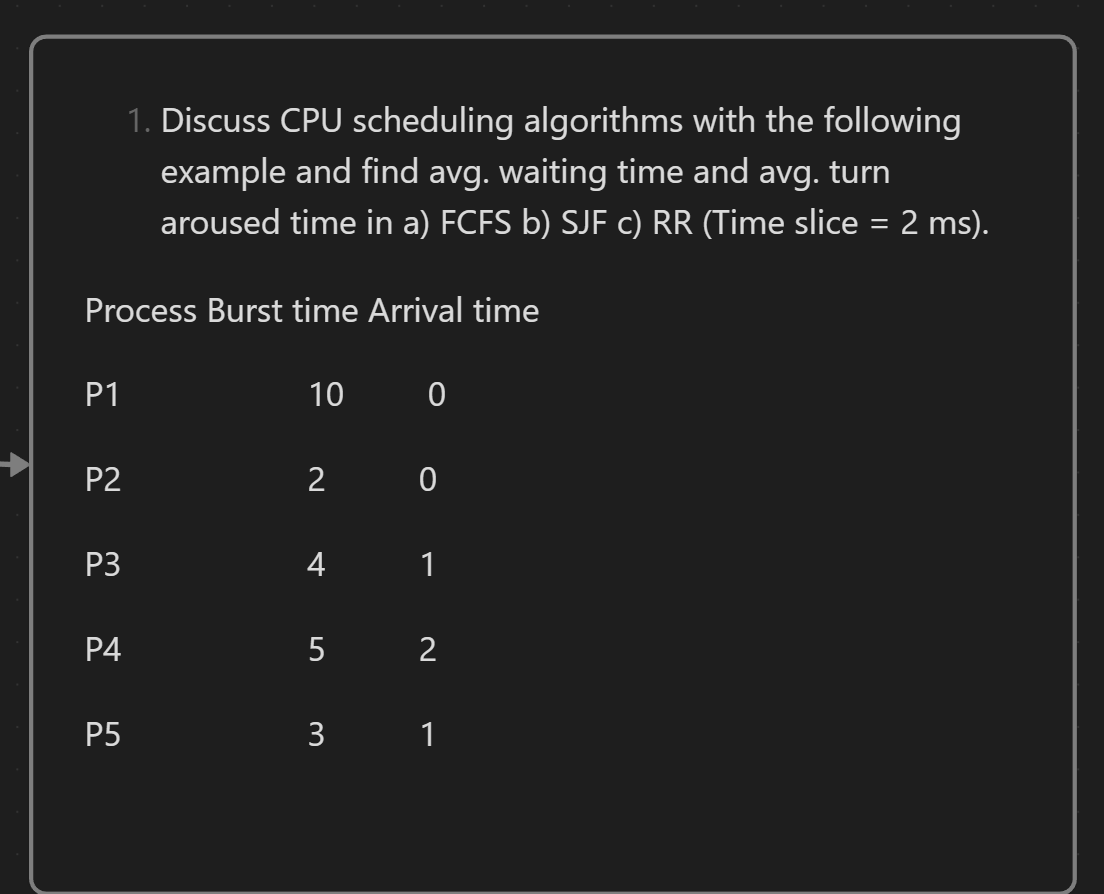 1. Discuss CPU scheduling algorithms with the following
example and find avg. waiting time and avg. turn
aroused time in a) FCFS b) SJF c) RR (Time slice = 2 ms).
Process Burst time Arrival time
P1 10 0
P2 2 0
P3 4 1
P4 5 2
P5 3 1